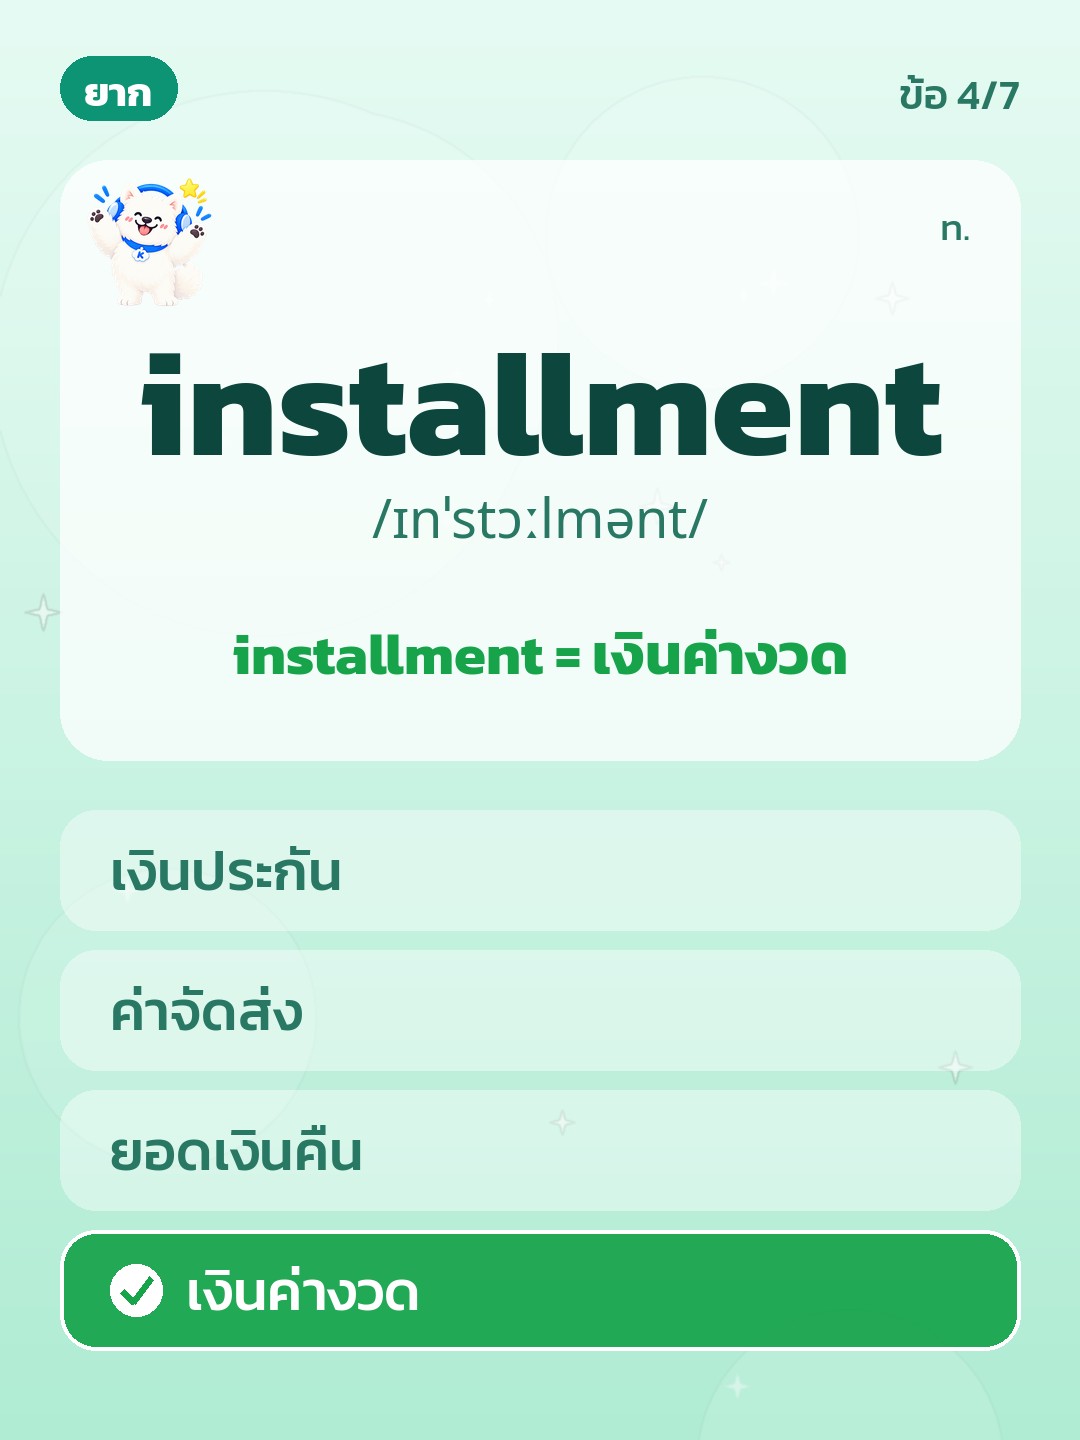 ยาก
ข้อ 4/7
n.
installment
/ɪnˈstɔːlmənt/
installment = เงินค่างวด
เงินประกัน
ค่าจัดส่ง
ยอดเงินคืน
เงินค่างวด